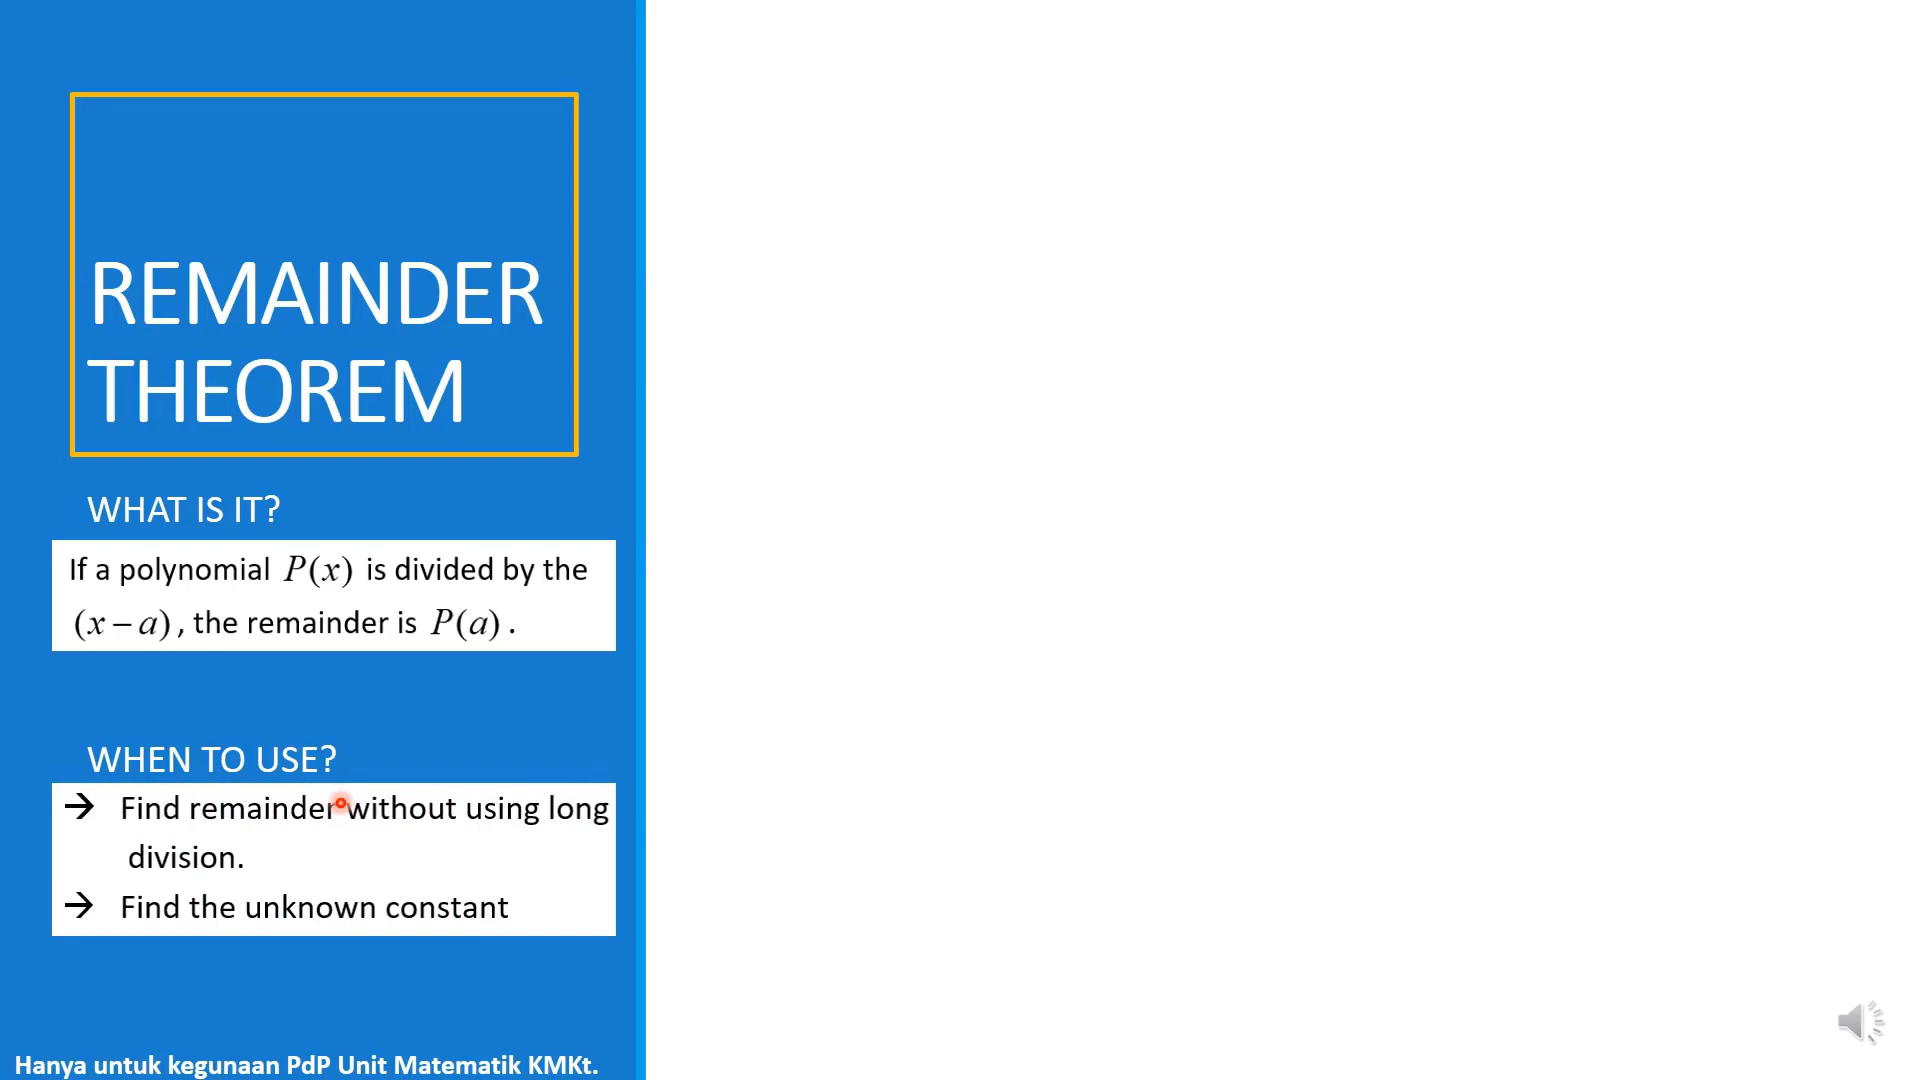 REMAINDER
THEOREM
WHAT IS IT?
If a polynomial P(x) is divided by the
(x − a), the remainder is P(a).
WHEN TO USE?
→ Find remainder without using long
division.
→ Find the unknown constant
Hanya untuk kegunaan PdP Unit Matematik KMKt.